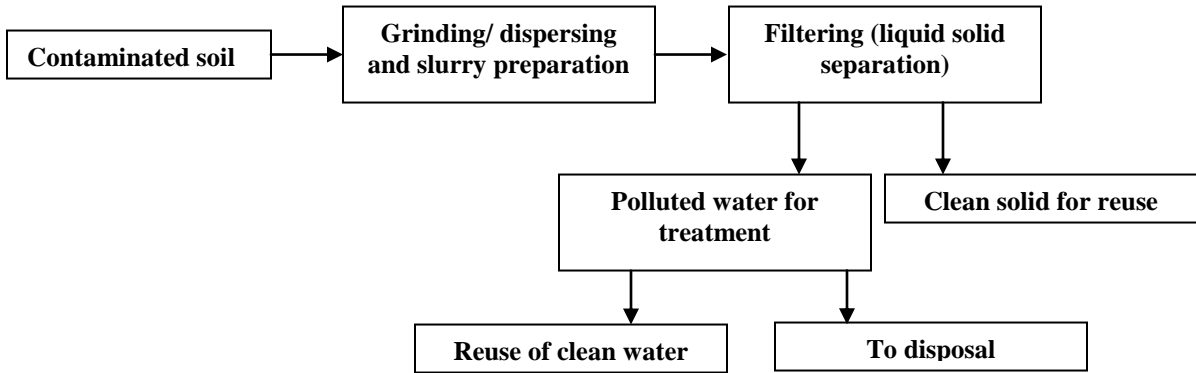 Contaminated soil
Grinding/ dispersing
and slurry preparation
Filtering (liquid solid
separation)
Polluted water for
treatment
Clean solid for reuse
Reuse of clean water
To disposal